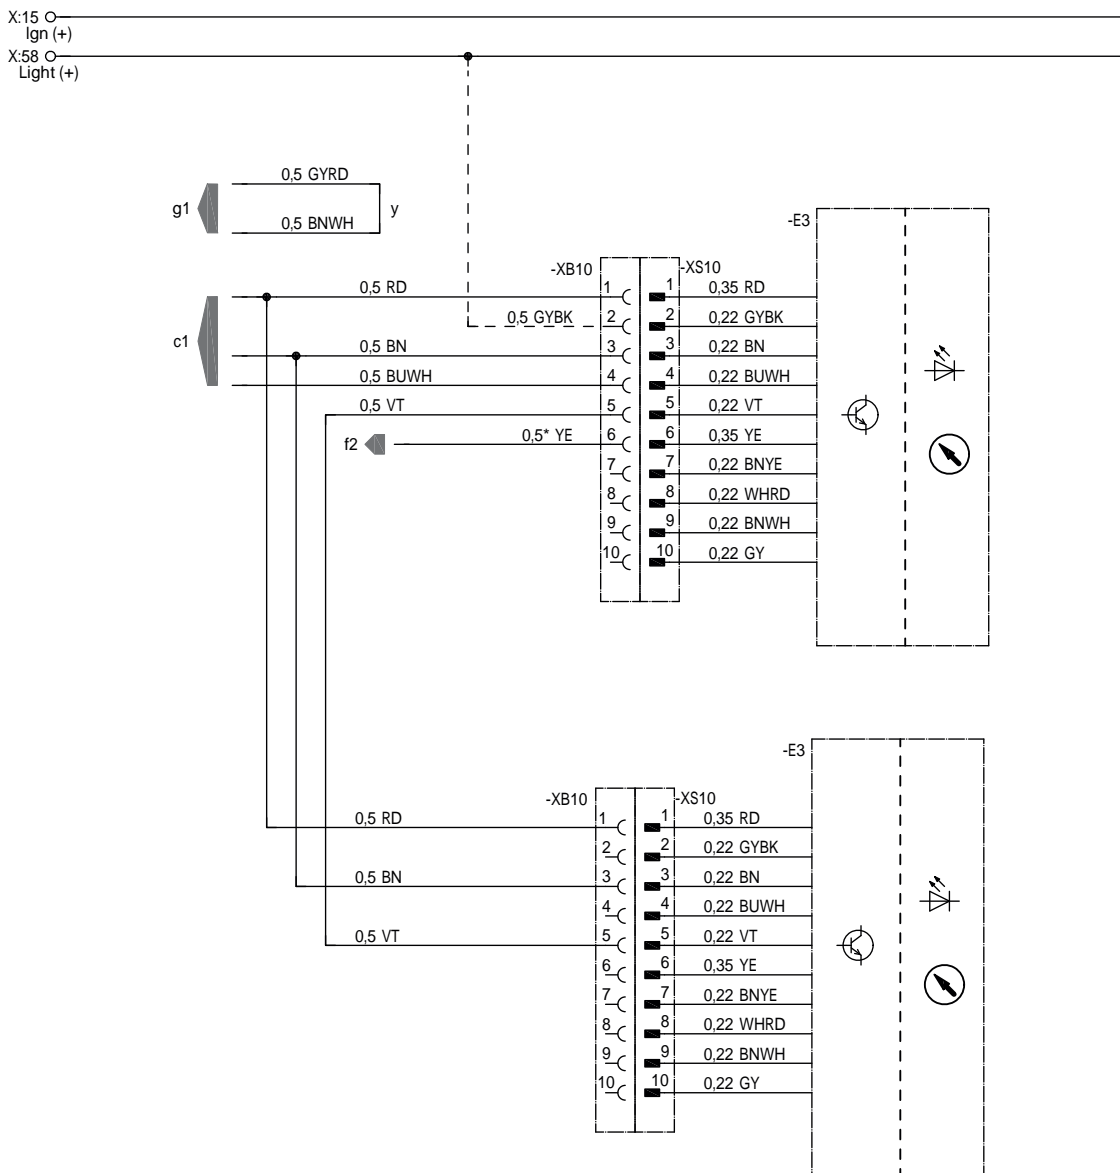 X:15
Ign (+)
X:58
Light (+)
0,5 GYRD
g1
y
0,5 BNWH
-E3
-XB10
-XS10
0,5 RD
1
1
0,35 RD
0,5 GYBK
2
2
0,22 GYBK
c1
0,5 BN
3
3
0,22 BN
0,5 BUWH
4
4
0,22 BUWH
0,5 VT
5
5
0,22 VT
f2
0,5* YE
6
6
0,35 YE
7
7
0,22 BNYE
8
8
0,22 WHRD
9
9
0,22 BNWH
10
10
0,22 GY
-E3
-XB10
-XS10
0,5 RD
1
1
0,35 RD
2
2
0,22 GYBK
0,5 BN
3
3
0,22 BN
4
4
0,22 BUWH
0,5 VT
5
5
0,22 VT
6
6
0,35 YE
7
7
0,22 BNYE
8
8
0,22 WHRD
9
9
0,22 BNWH
10
10
0,22 GY